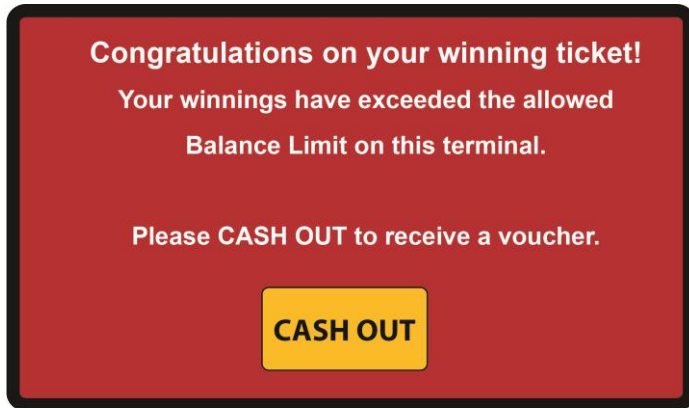 Congratulations on your winning ticket!
Your winnings have exceeded the allowed
Balance Limit on this terminal.
Please CASH OUT to receive a voucher.
CASH OUT